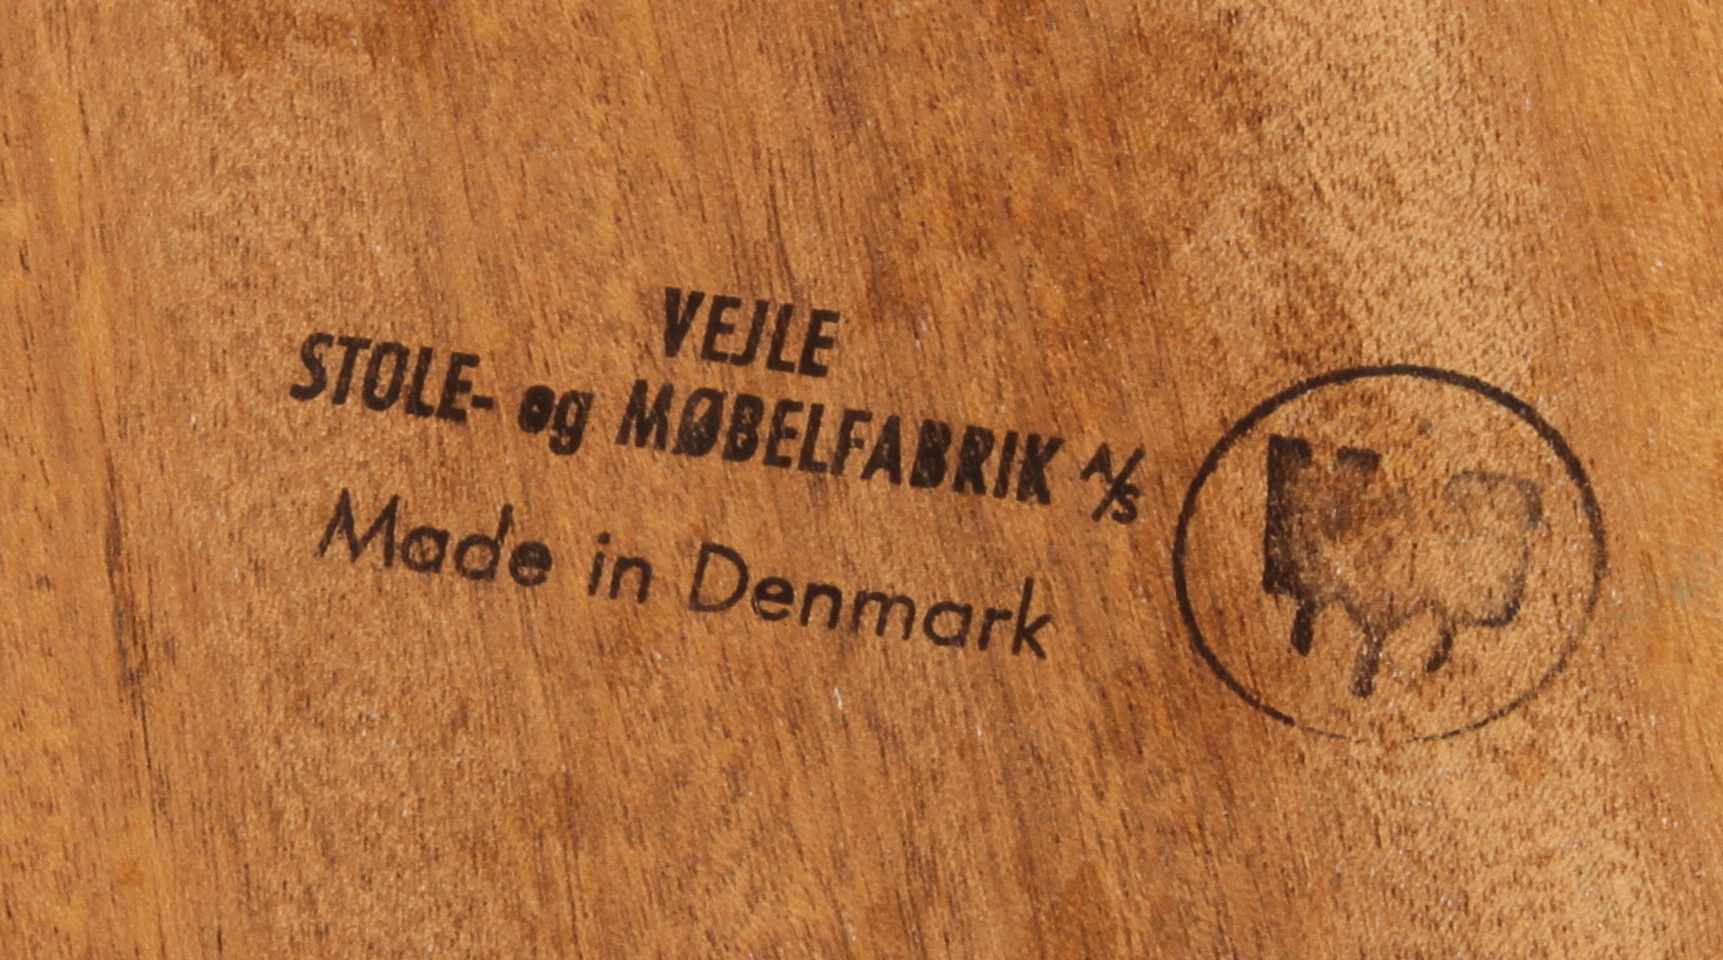 VEJLE
STOLE- og MØBELFABRIK A/S
Made in Denmark